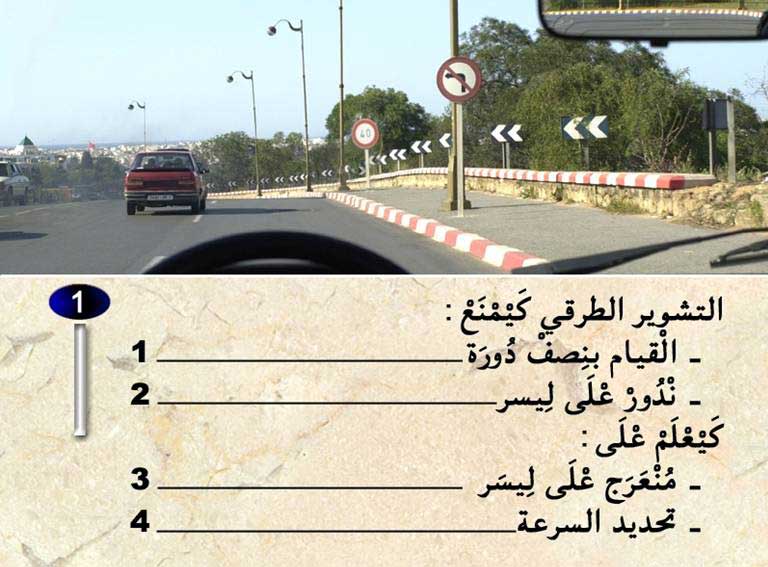 40
1
التشوير الطرقي كَيْمْنَعْ :
ـ الْقيام بنِصفْ دُورَة 1
ـ نْدُورْ عْلَى لِيسر 2
كَيْعْلَمْ عْلَى :
ـ مُنْعَرَج عْلَى لِيسَر 3
ـ تحديد السرعة 4